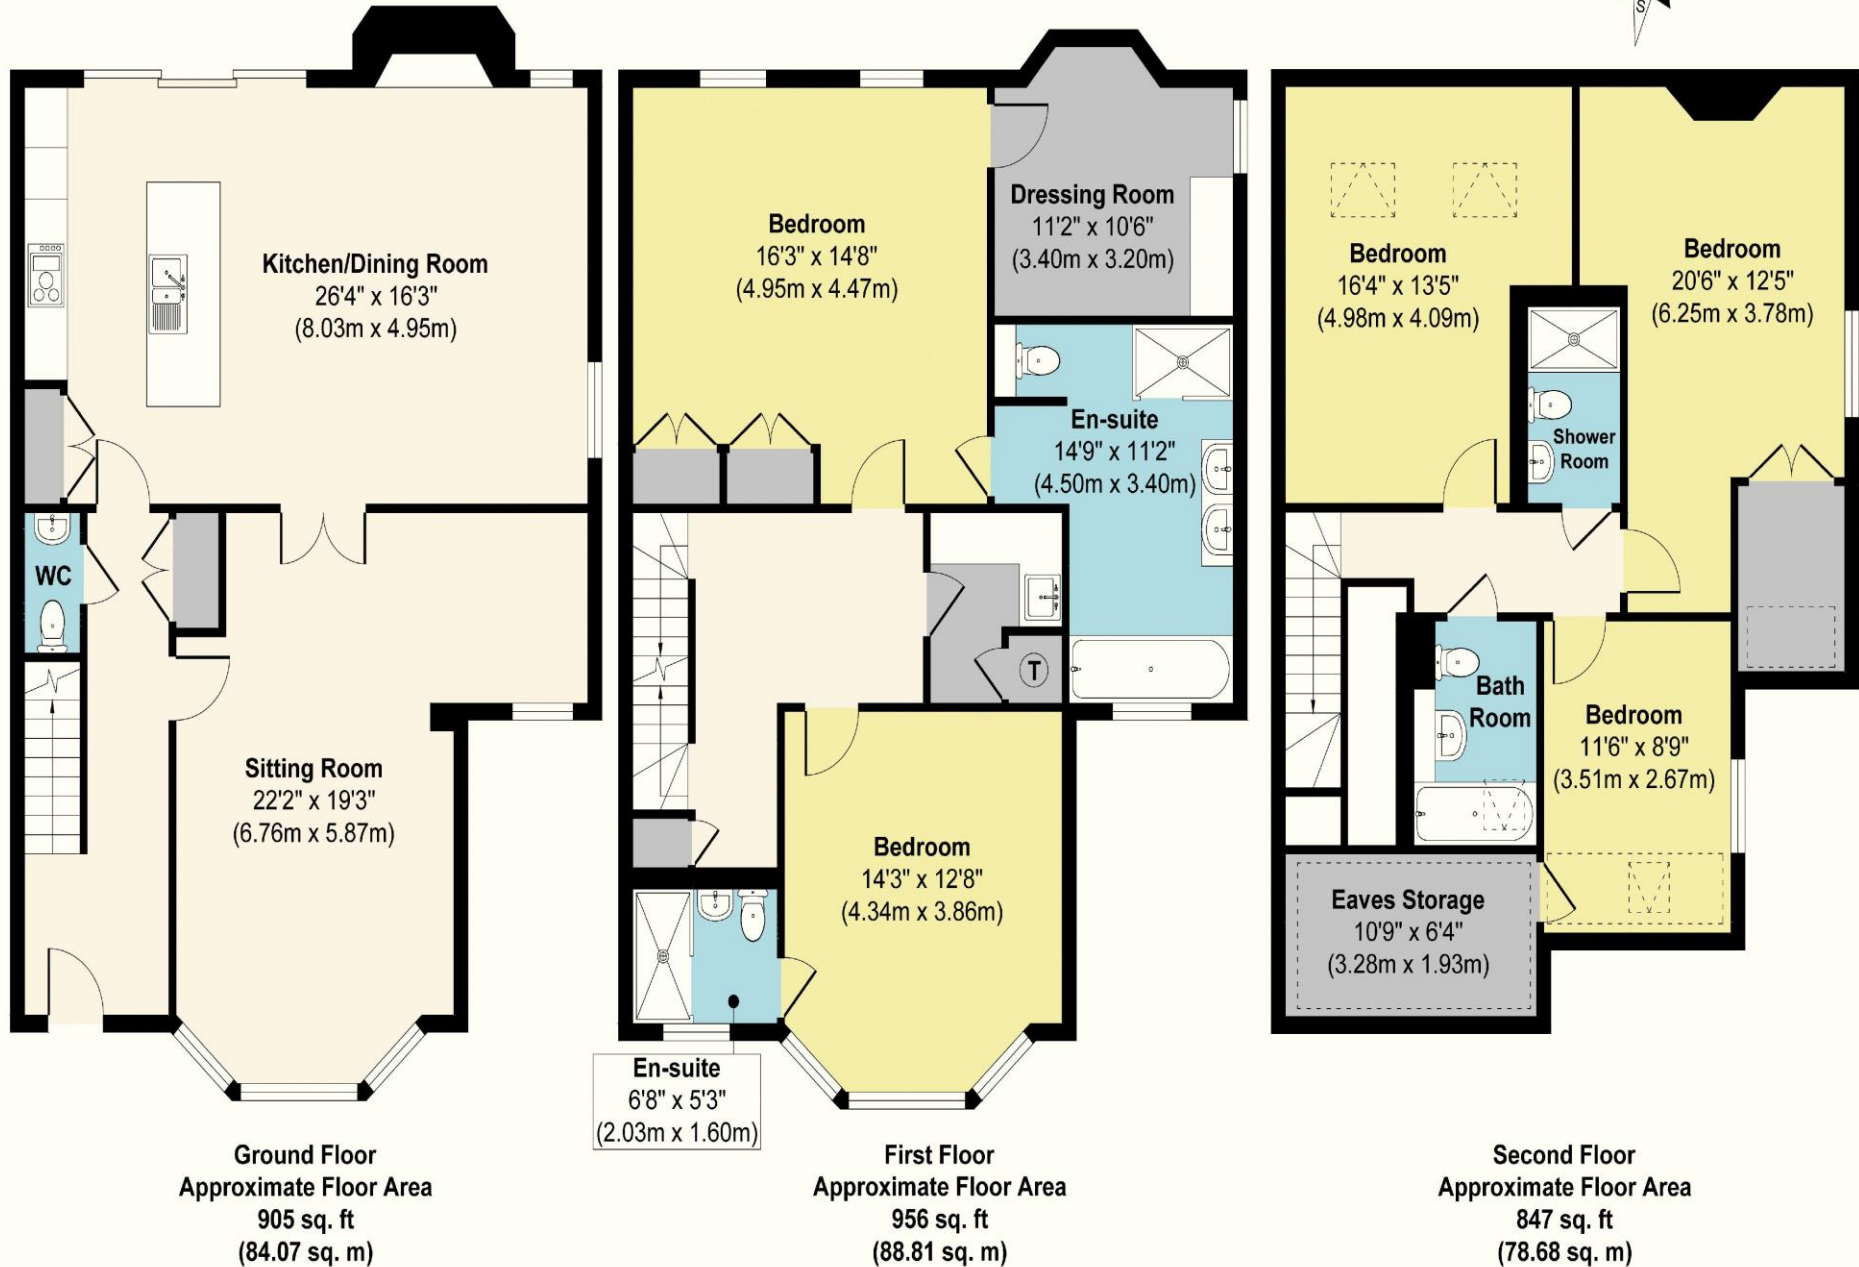 S
Kitchen/Dining Room
26'4" x 16'3"
(8.03m x 4.95m)
WC
Sitting Room
22'2" x 19'3"
(6.76m x 5.87m)
Ground Floor
Approximate Floor Area
905 sq. ft
(84.07 sq. m)
Bedroom
16'3" x 14'8"
(4.95m x 4.47m)
Dressing Room
11'2" x 10'6"
(3.40m x 3.20m)
En-suite
14'9" x 11'2"
(4.50m x 3.40m)
T
Bedroom
14'3" x 12'8"
(4.34m x 3.86m)
En-suite
6'8" x 5'3"
(2.03m x 1.60m)
First Floor
Approximate Floor Area
956 sq. ft
(88.81 sq. m)
Bedroom
16'4" x 13'5"
(4.98m x 4.09m)
Bedroom
20'6" x 12'5"
(6.25m x 3.78m)
Shower
Room
Bath
Room
Bedroom
11'6" x 8'9"
(3.51m x 2.67m)
Eaves Storage
10'9" x 6'4"
(3.28m x 1.93m)
Second Floor
Approximate Floor Area
847 sq. ft
(78.68 sq. m)